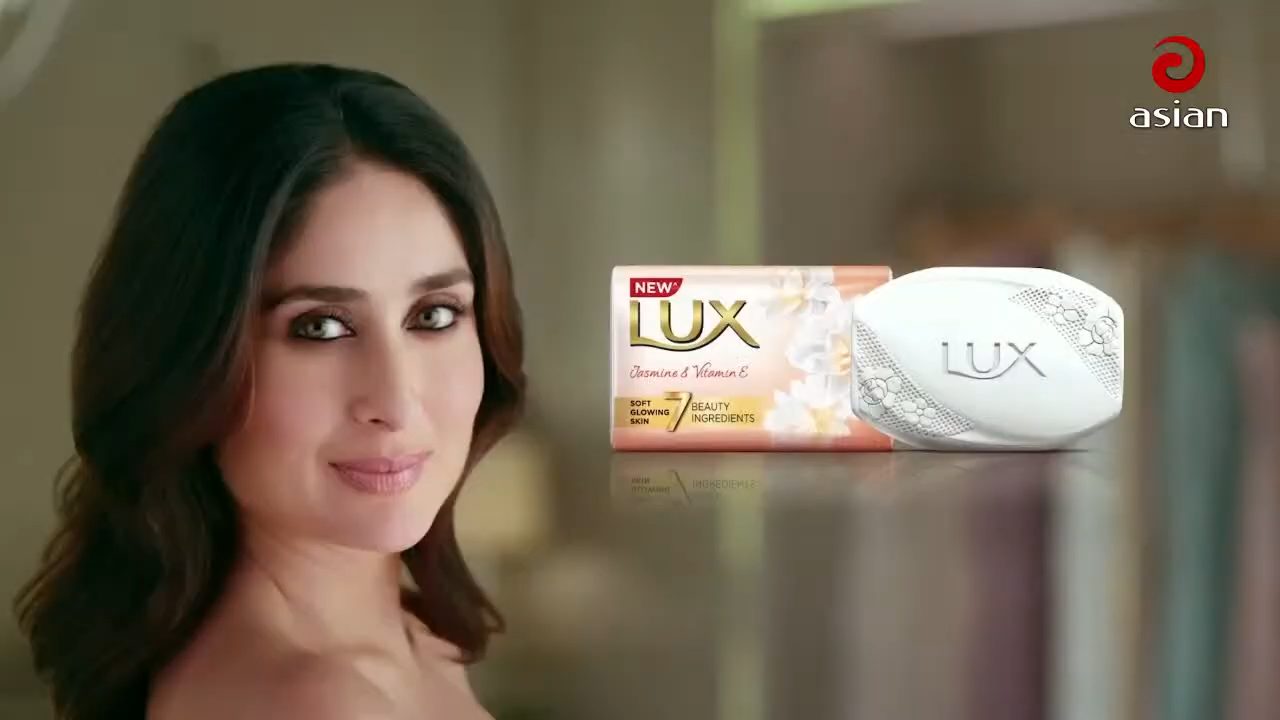 asian
NEW^
LUX
Jasmine & Vitamin E
SOFT
GLOWING
SKIN
7
BEAUTY
INGREDIENTS
LUX